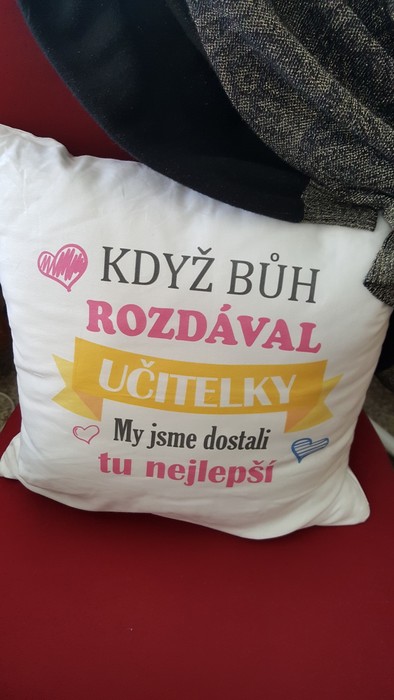 KDYŽ BŮH
ROZDÁVAL
UČITELKY
My jsme dostali
tu nejlepší